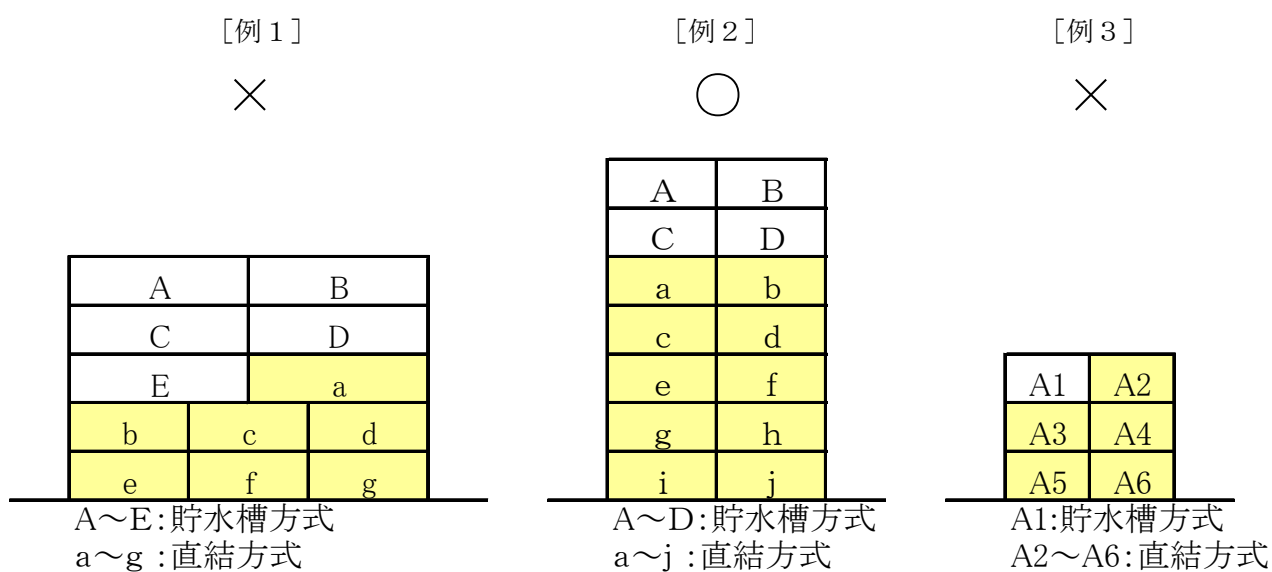 ［例１］
×
A B
C D
E a
b c d
e f g
A～E:貯水槽方式
a～g :直結方式
［例２］
○
A B
C D
a b
c d
e f
g h
i j
A～D:貯水槽方式
a～j :直結方式
［例３］
×
A1 A2
A3 A4
A5 A6
A1:貯水槽方式
A2～A6:直結方式